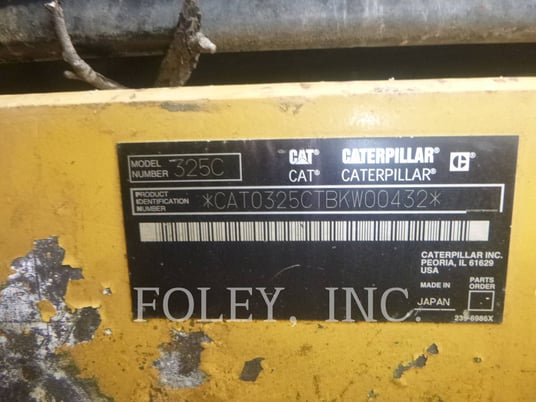 MODEL NUMBER 325C
CAT® CATERPILLAR® C
CAT® CATERPILLAR®
PRODUCT IDENTIFICATION NUMBER *CAT0325CTBKW00432*
CATERPILLAR INC.
PEORIA, IL 61629
USA
MADE IN JAPAN
PARTS ORDER
239-6986X
FOLEY, INC.